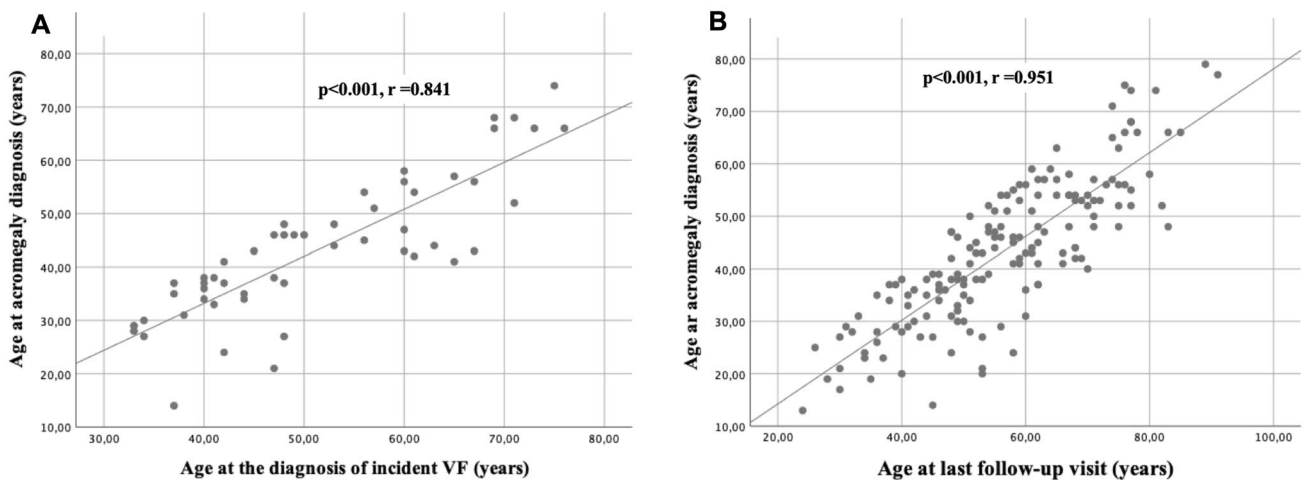 A
Age at acromegaly diagnosis (years)
80,00
70,00
60,00
50,00
40,00
30,00
20,00
10,00
p<0.001, r =0.841
30,00 40,00 50,00 60,00 70,00 80,00
Age at the diagnosis of incident VF (years)
B
Age ar acromegaly diagnosis (years)
80,00
70,00
60,00
50,00
40,00
30,00
20,00
10,00
p<0.001, r =0.951
20,00 40,00 60,00 80,00 100,00
Age at last follow-up visit (years)